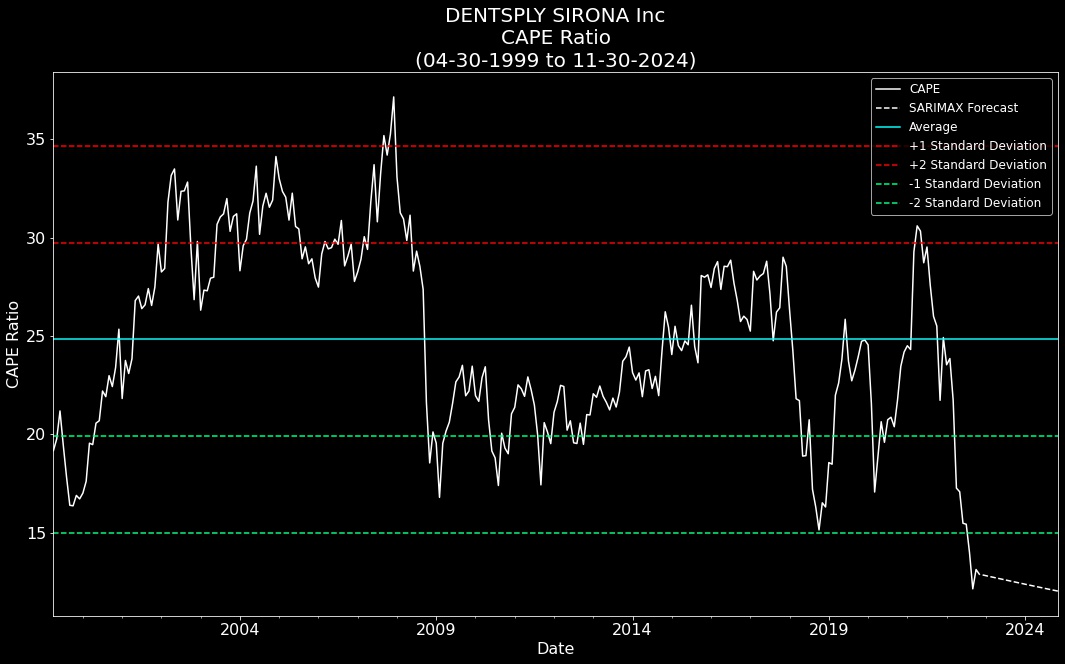 DENTSPLY SIRONA Inc
CAPE Ratio
(04-30-1999 to 11-30-2024)
CAPE
SARIMAX Forecast
Average
+1 Standard Deviation
+2 Standard Deviation
-1 Standard Deviation
-2 Standard Deviation
CAPE Ratio
35
30
25
20
15
2004
2009
2014
2019
2024
Date